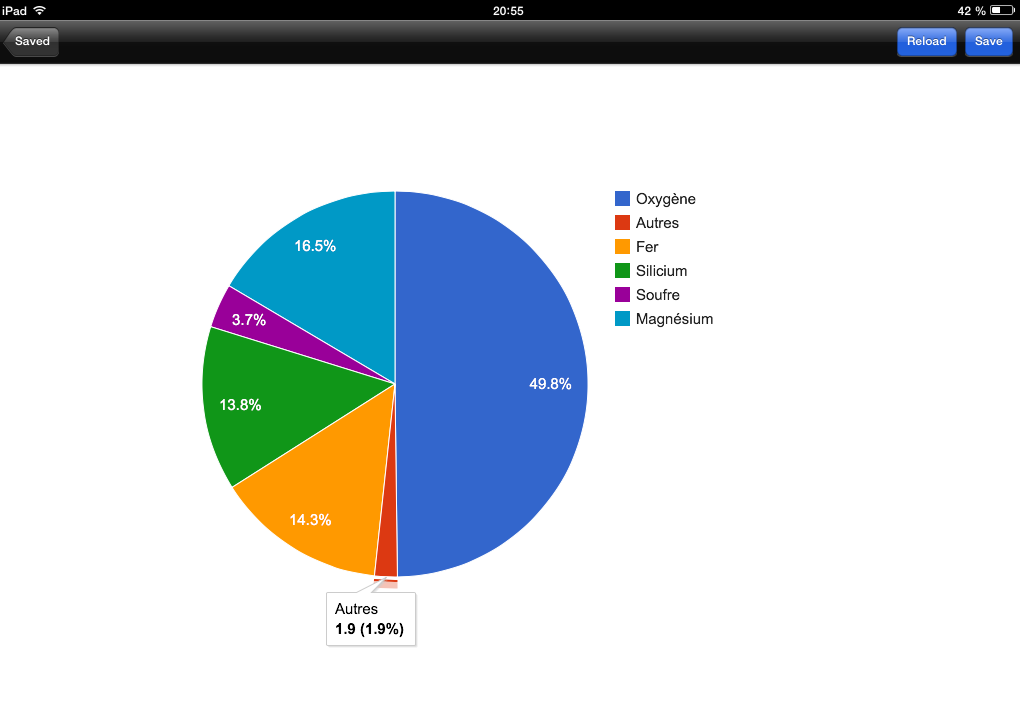 iPad
20:55
42 %
Saved
Reload
Save
Oxygène
Autres
Fer
Silicium
Soufre
Magnésium
16.5%
3.7%
49.8%
13.8%
14.3%
Autres
1.9 (1.9%)